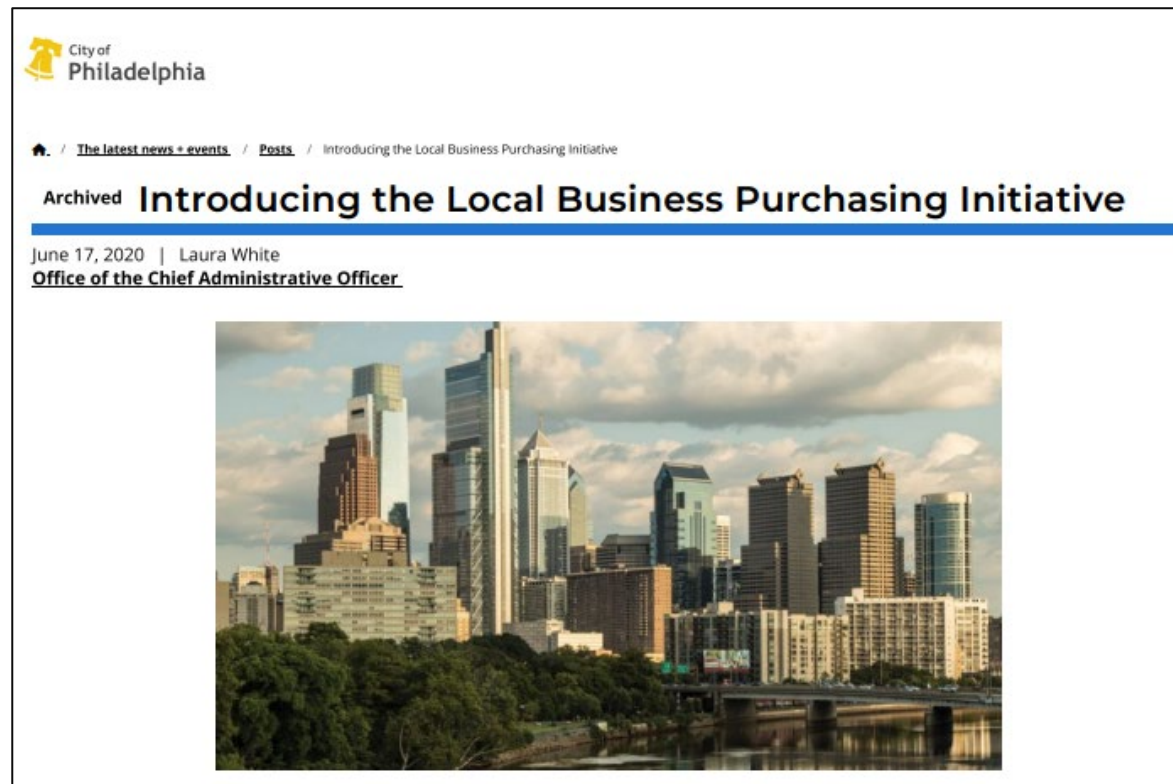 City of
Philadelphia
/ The latest news + events / Posts / Introducing the Local Business Purchasing Initiative
Archived Introducing the Local Business Purchasing Initiative
June 17, 2020 | Laura White
Office of the Chief Administrative Officer